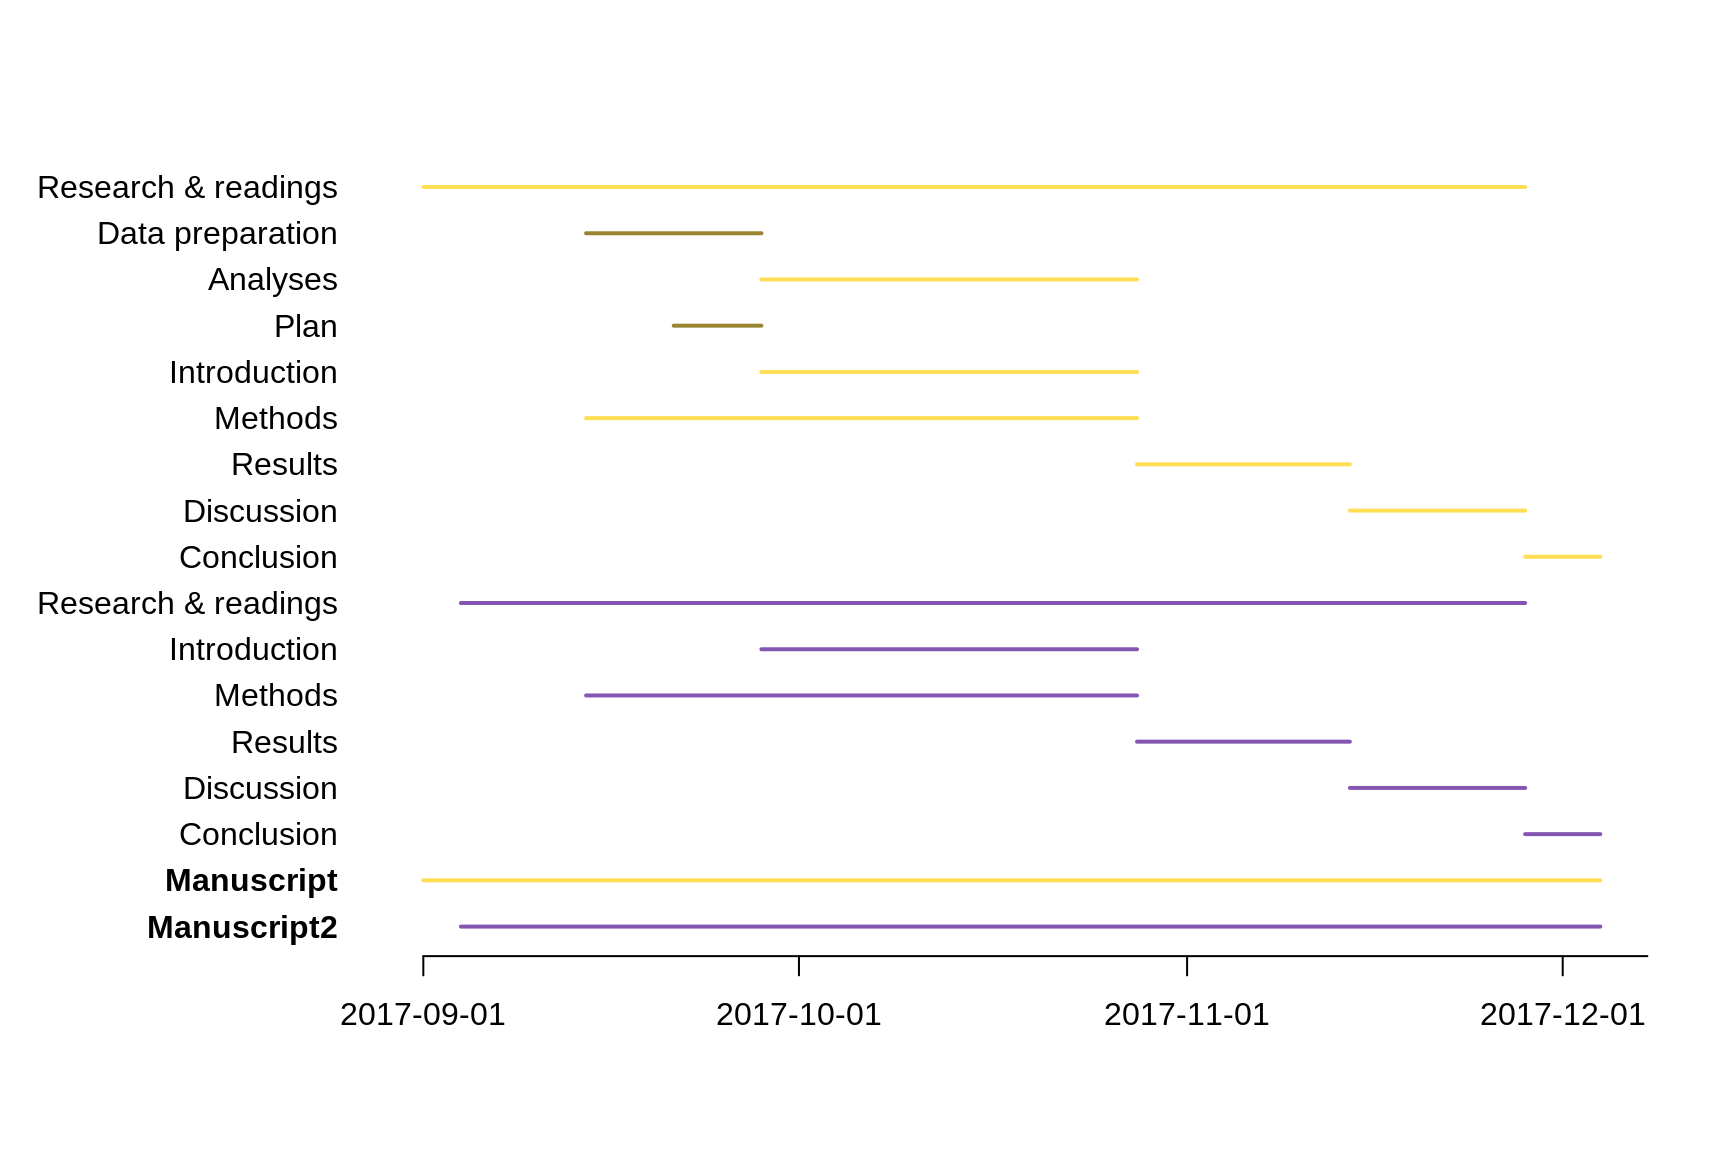 Research & readings
Data preparation
Analyses
Plan
Introduction
Methods
Results
Discussion
Conclusion
Research & readings
Introduction
Methods
Results
Discussion
Conclusion
Manuscript
Manuscript2
2017-09-01 2017-10-01 2017-11-01 2017-12-01